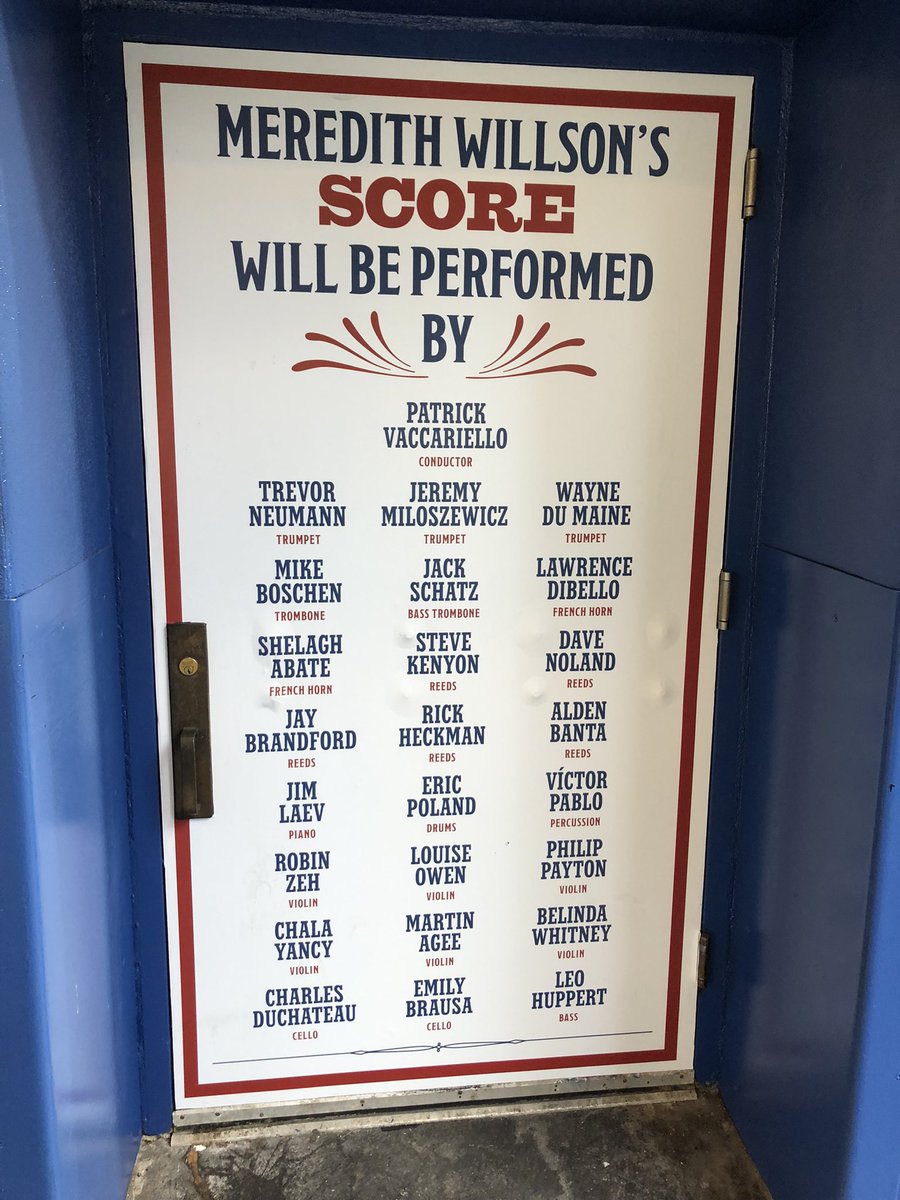 MEREDITH WILLSON'S
SCORE
WILL BE PERFORMED
BY
PATRICK
VACCARIELLO
CONDUCTOR
TREVOR
NEUMANN
TRUMPET
JEREMY
MILOSZEWICZ
TRUMPET
WAYNE
DU MAINE
TRUMPET
MIKE
BOSCHEN
TROMBONE
JACK
SCHATZ
BASS TROMBONE
LAWRENCE
DIBELLO
FRENCH HORN
SHELAGH
ABATE
FRENCH HORN
STEVE
KENYON
REEDS
DAVE
NOLAND
REEDS
JAY
BRANDFORD
REEDS
RICK
HECKMAN
REEDS
ALDEN
BANTA
REEDS
JIM
LAEV
PIANO
ERIC
POLAND
DRUMS
VÍCTOR
PABLO
PERCUSSION
ROBIN
ZEH
VIOLIN
LOUISE
OWEN
VIOLIN
PHILIP
PAYTON
VIOLIN
CHALA
YANCY
VIOLIN
MARTIN
AGEE
VIOLIN
BELINDA
WHITNEY
VIOLIN
CHARLES
DUCHATEAU
CELLO
EMILY
BRAUSA
CELLO
LEO
HUPPERT
BASS